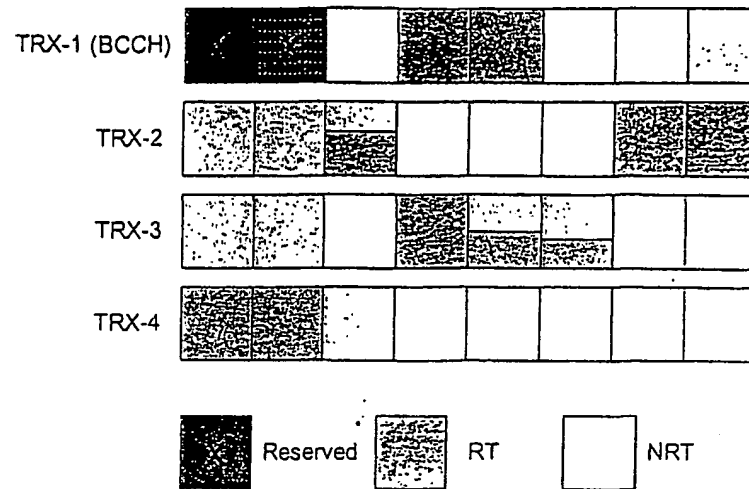 TRX-1 (BCCH)
TRX-2
TRX-3
TRX-4
Reserved RT NRT